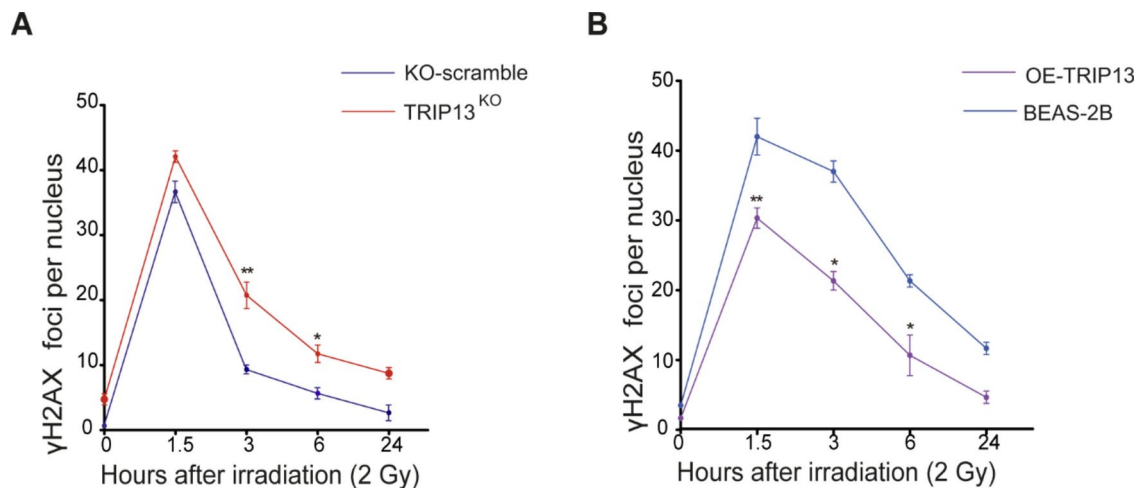 A
KO-scramble
TRIP13KO
50
40
30
20
10
0
γH2AX foci per nucleus
**
*
0 1.5 3 6 24
Hours after irradiation (2 Gy)
B
OE-TRIP13
BEAS-2B
50
40
30
20
10
0
γH2AX foci per nucleus
**
*
*
0 1.5 3 6 24
Hours after irradiation (2 Gy)